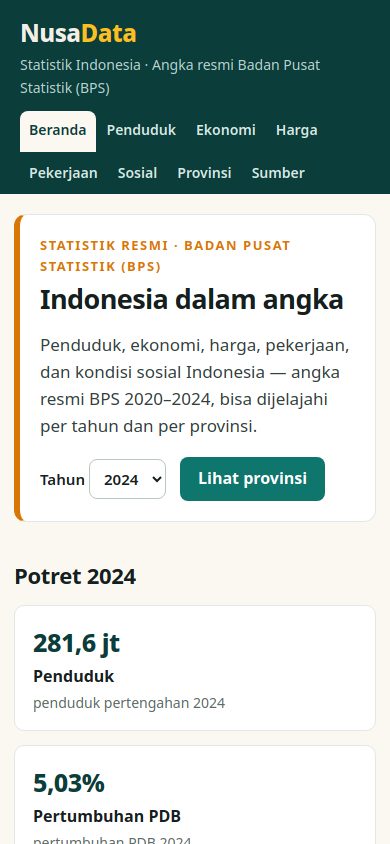 NusaData
Statistik Indonesia · Angka resmi Badan Pusat
Statistik (BPS)
Beranda Penduduk Ekonomi Harga
Pekerjaan Sosial Provinsi Sumber
STATISTIK RESMI · BADAN PUSAT
STATISTIK (BPS)
Indonesia dalam angka
Penduduk, ekonomi, harga, pekerjaan,
dan kondisi sosial Indonesia — angka
resmi BPS 2020–2024, bisa dijelajahi
per tahun dan per provinsi.
Tahun 2024 Lihat provinsi
Potret 2024
281,6 jt
Penduduk
penduduk pertengahan 2024
5,03%
Pertumbuhan PDB
pertumbuhan PDB 2024